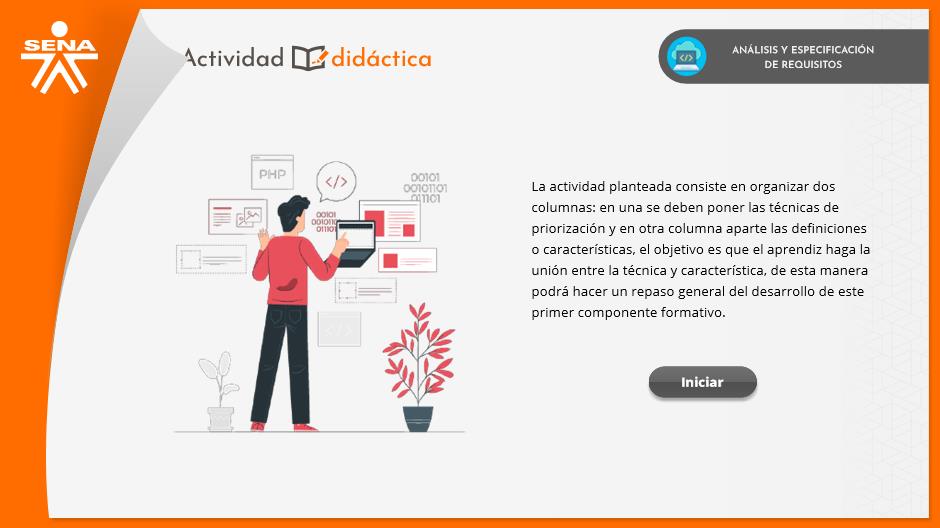 SENA
Actividad didáctica
ANÁLISIS Y ESPECIFICACIÓN
DE REQUISITOS
PHP
</>
00101
00101101
01101
00101
0010110
01101
</>
La actividad planteada consiste en organizar dos
columnas: en una se deben poner las técnicas de
priorización y en otra columna aparte las definiciones
o características, el objetivo es que el aprendiz haga la
unión entre la técnica y característica, de esta manera
podrá hacer un repaso general del desarrollo de este
primer componente formativo.
Iniciar